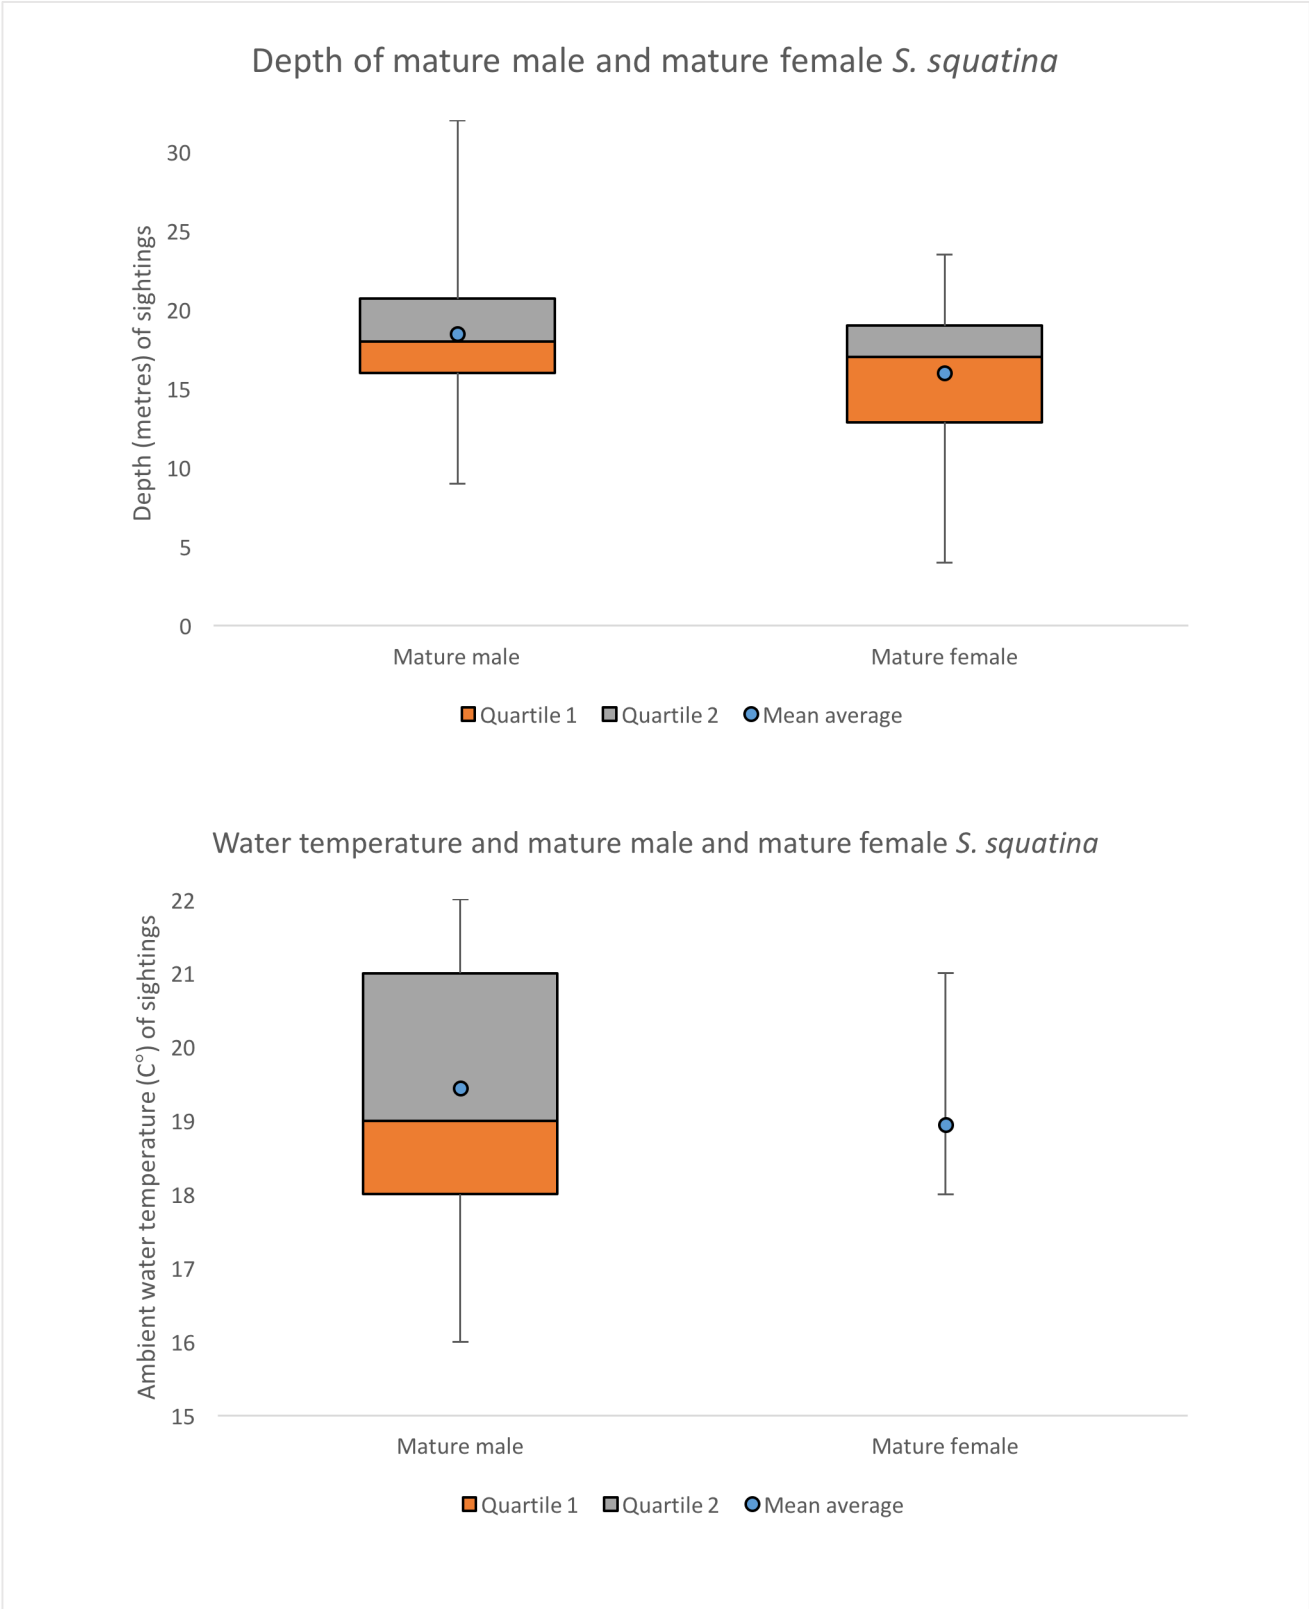 Depth of mature male and mature female S. squatina
Depth (metres) of sightings
30
25
20
15
10
5
0
Mature male
Mature female
Quartile 1 Quartile 2 Mean average
Water temperature and mature male and mature female S. squatina
Ambient water temperature (C°) of sightings
22
21
20
19
18
17
16
15
Mature male
Mature female
Quartile 1 Quartile 2 Mean average